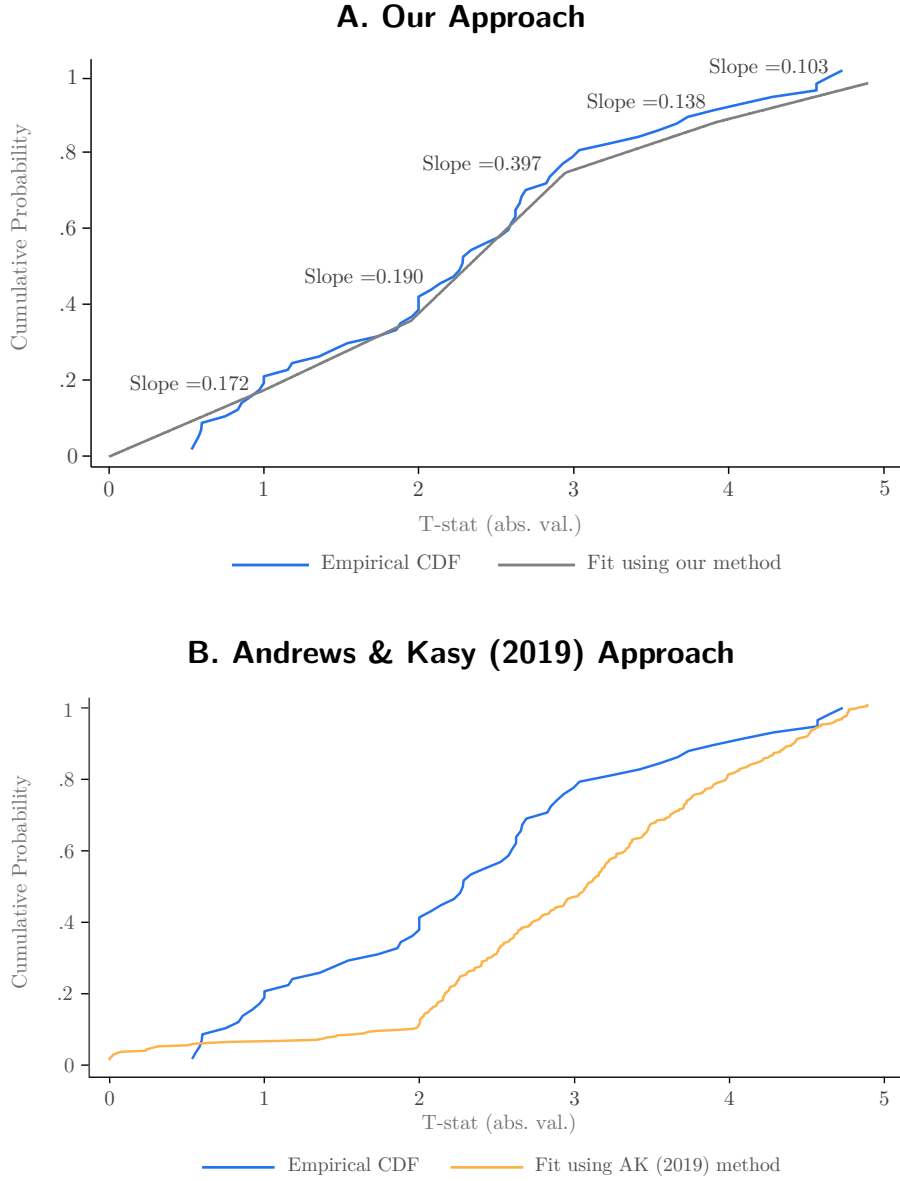 A. Our Approach
Cumulative Probability
1
.8
.6
.4
.2
0
Slope =0.103
Slope =0.138
Slope =0.397
Slope =0.190
Slope =0.172
0 1 2 3 4 5
T-stat (abs. val.)
Empirical CDF Fit using our method
B. Andrews & Kasy (2019) Approach
Cumulative Probability
1
.8
.6
.4
.2
0
0 1 2 3 4 5
T-stat (abs. val.)
Empirical CDF Fit using AK (2019) method